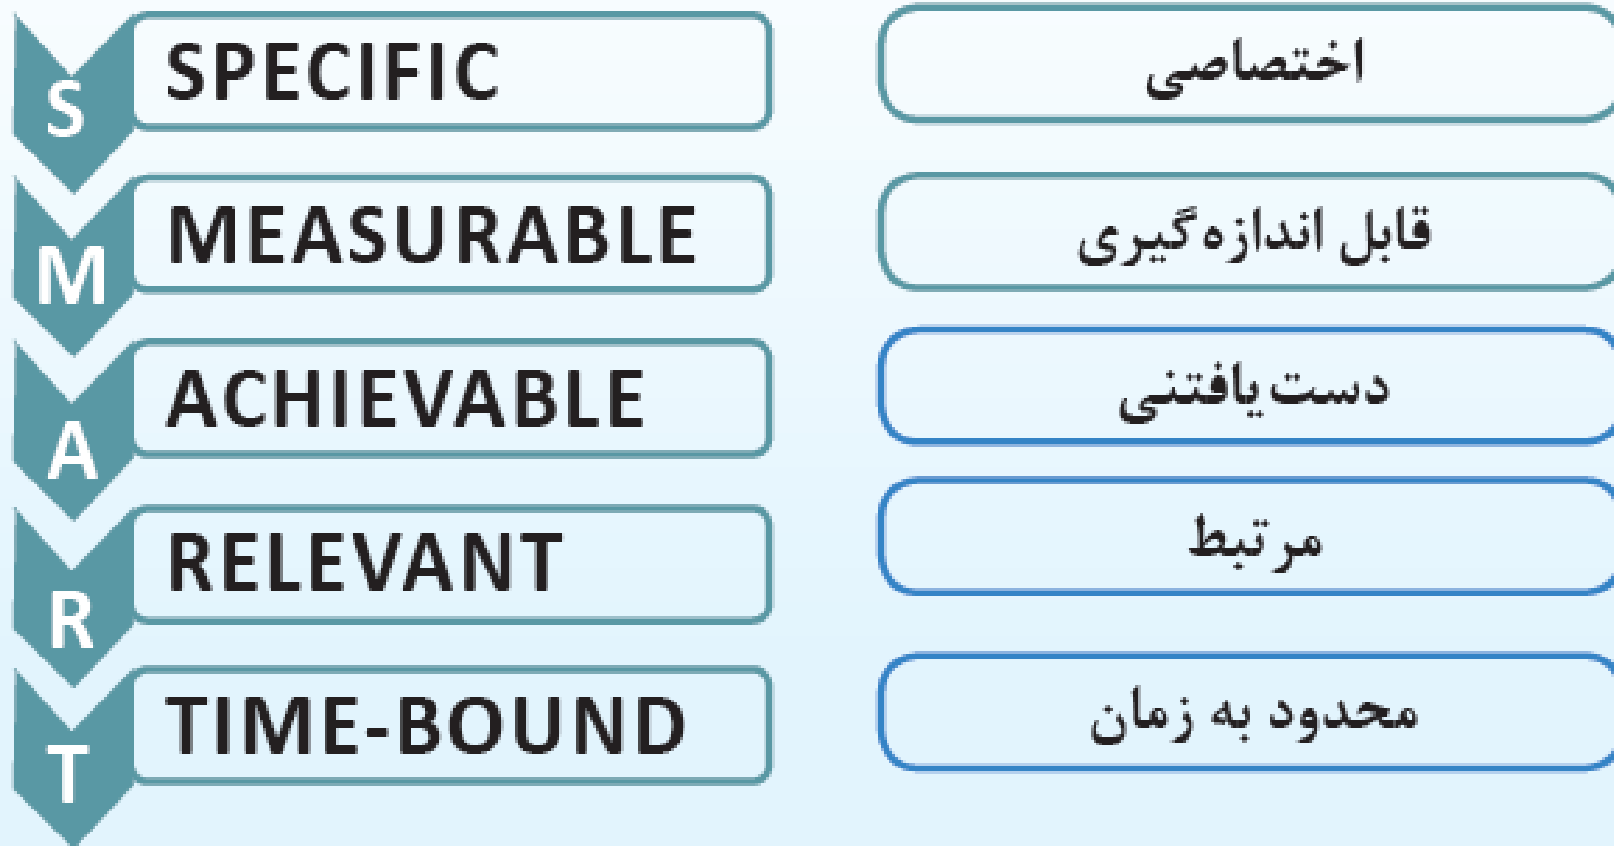 S SPECIFIC اختصاصی
M MEASURABLE قابل اندازه‌گیری
A ACHIEVABLE دست‌یافتنی
R RELEVANT مرتبط
T TIME-BOUND محدود به زمان